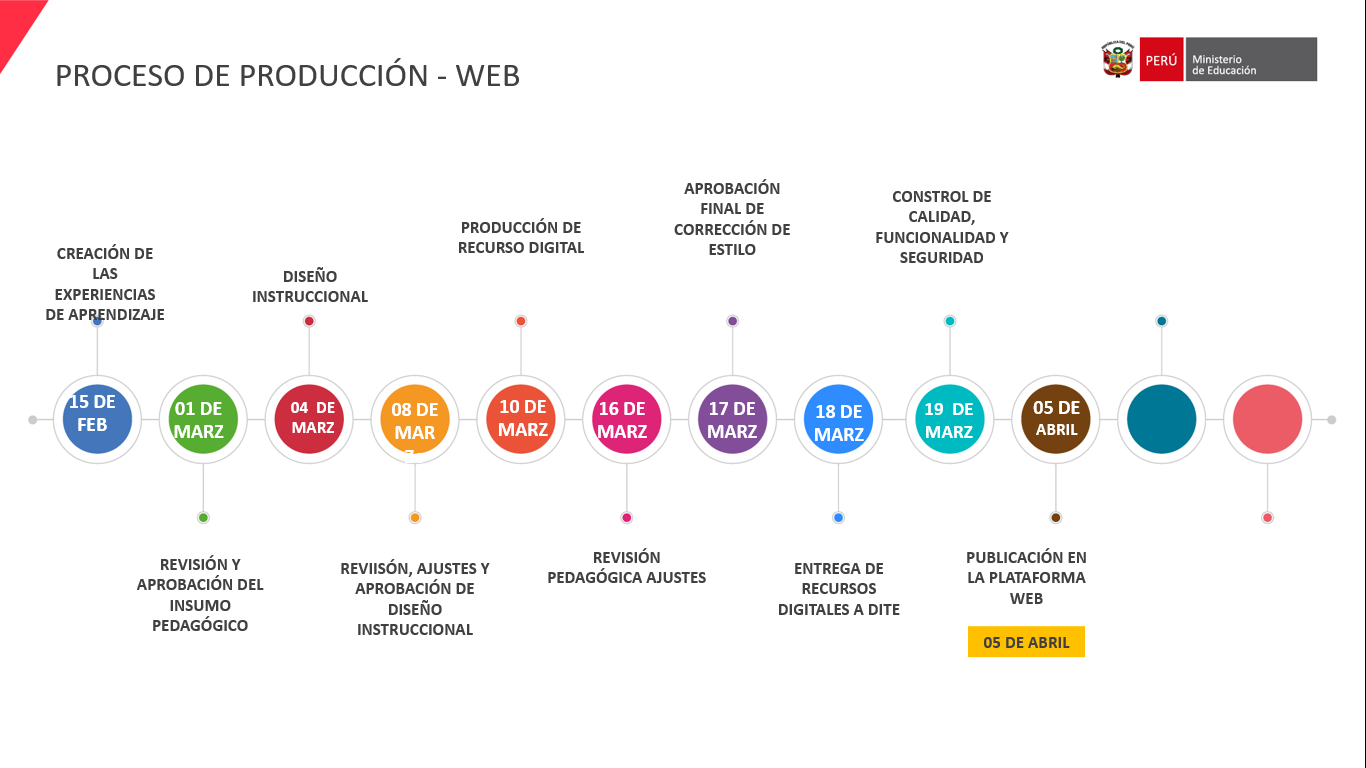 PROCESO DE PRODUCCIÓN - WEB
PERÚ
Ministerio
de Educación
CREACIÓN DE
LAS
EXPERIENCIAS
DE APRENDIZAJE
DISEÑO
INSTRUCCIONAL
PRODUCCIÓN DE
RECURSO DIGITAL
APROBACIÓN
FINAL DE
CORRECCIÓN DE
ESTILO
CONSTROL DE
CALIDAD,
FUNCIONALIDAD Y
SEGURIDAD
15 DE
FEB
01 DE
MARZ
04 DE
MARZ
08 DE
MAR
Z
10 DE
MARZ
16 DE
MARZ
17 DE
MARZ
18 DE
MARZ
19 DE
MARZ
05 DE
ABRIL
REVISIÓN Y
APROBACIÓN DEL
INSUMO
PEDAGÓGICO
REVIISÓN, AJUSTES Y
APROBACIÓN DE
DISEÑO
INSTRUCCIONAL
REVISIÓN
PEDAGÓGICA AJUSTES
ENTREGA DE
RECURSOS
DIGITALES A DITE
PUBLICACIÓN EN
LA PLATAFORMA
WEB
05 DE ABRIL